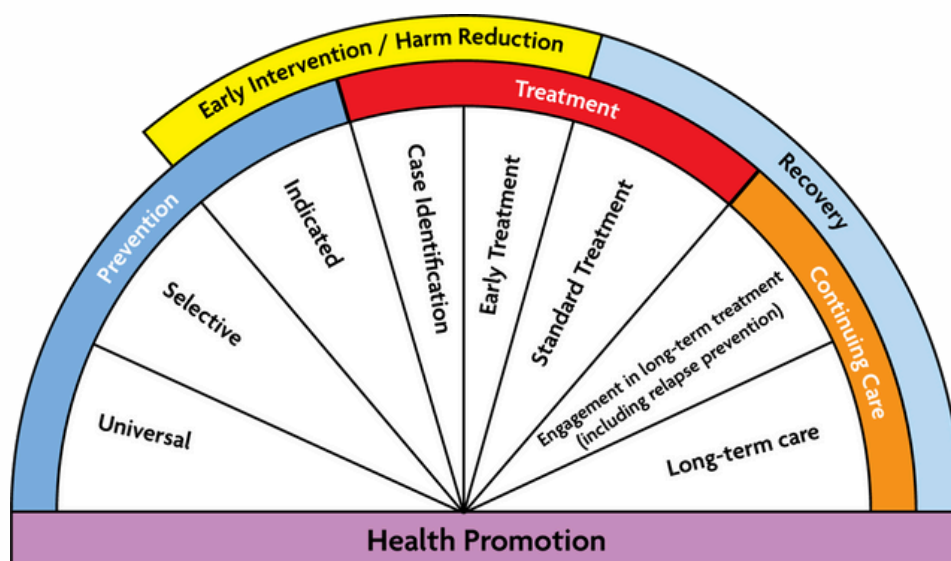 Early Intervention / Harm Reduction
Treatment
Recovery
Prevention
Continuing Care
Universal
Selective
Indicated
Case Identification
Early Treatment
Standard Treatment
Engagement in long-term treatment
(including relapse prevention)
Long-term care
Health Promotion